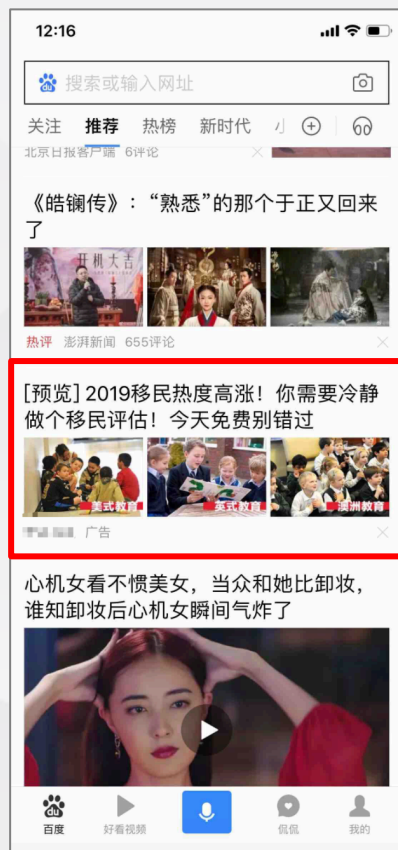 12:16
搜索或输入网址
关注 推荐 热榜 新时代
北京日报客户端 6评论
《皓镧传》：“熟悉”的那个于正又回来
了
开机大吉
热评 澎湃新闻 655评论
[预览] 2019移民热度高涨！你需要冷静
做个移民评估！今天免费别错过
美式教育 英式教育 澳洲教育
广告
心机女看不惯美女，当众和她比卸妆，
谁知卸妆后心机女瞬间气炸了
du
百度 好看视频 侃侃 我的